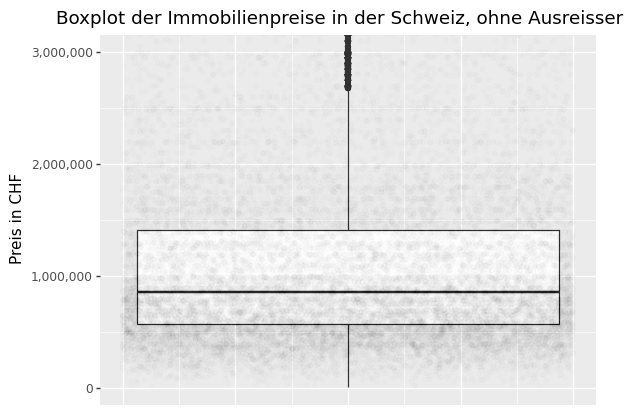 Boxplot der Immobilienpreise in der Schweiz, ohne Ausreisser
3,000,000
2,000,000
Preis in CHF
1,000,000
0